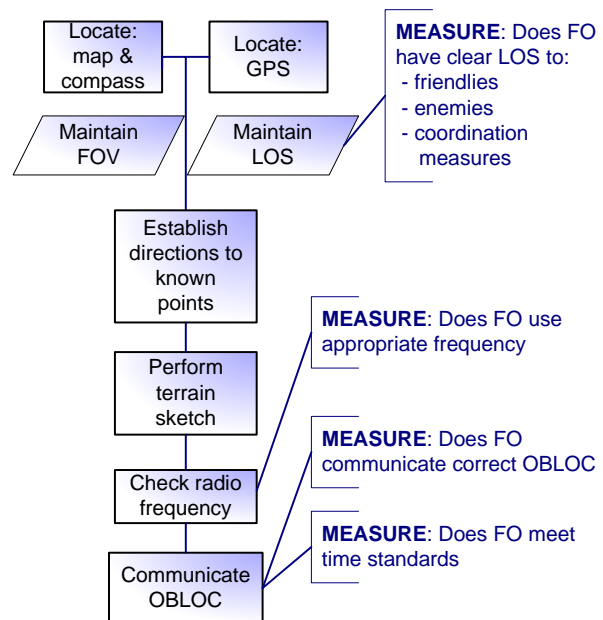 Locate:
map &
compass
Locate:
GPS
MEASURE: Does FO
have clear LOS to:
- friendlies
- enemies
- coordination
measures
Maintain
FOV
Maintain
LOS
Establish
directions to
known
points
MEASURE: Does FO use
appropriate frequency
Perform
terrain
sketch
MEASURE: Does FO
communicate correct OBLOC
Check radio
frequency
MEASURE: Does FO meet
time standards
Communicate
OBLOC